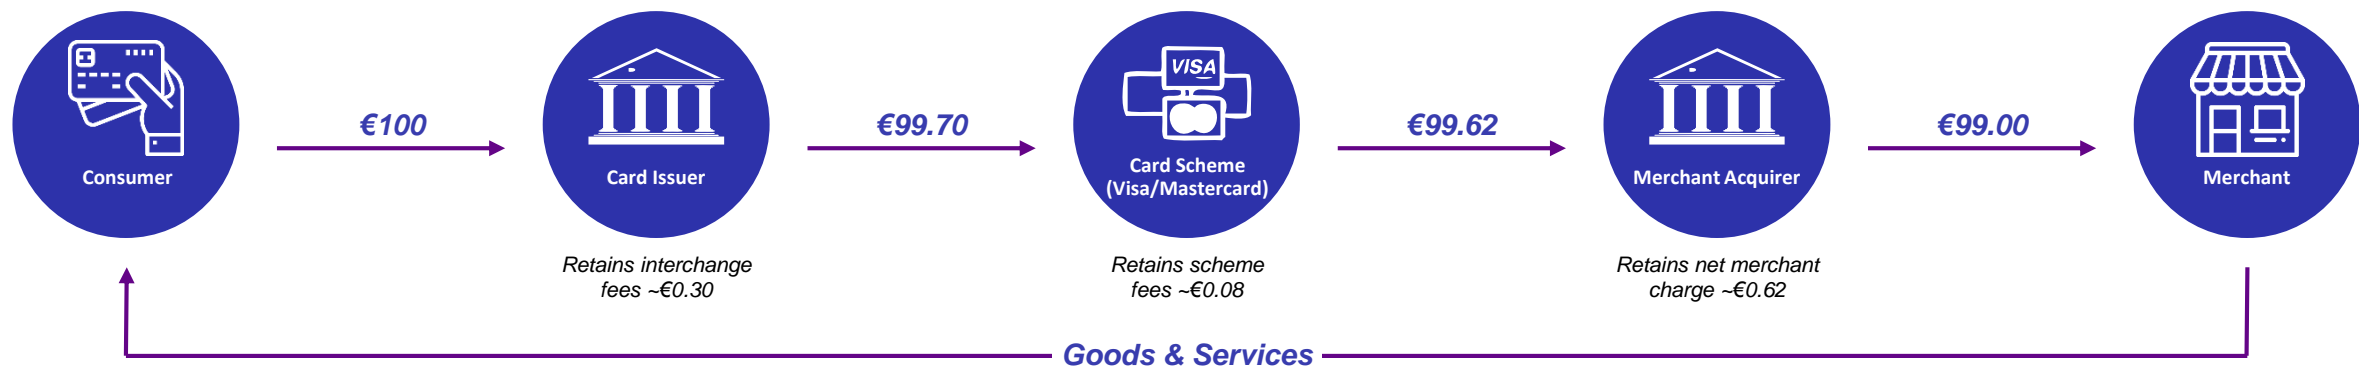 VISA
€100
€99.70
€99.62
€99.00
Consumer
Card Issuer
Card Scheme
(Visa/Mastercard)
Merchant Acquirer
Merchant
Retains interchange
fees ~€0.30
Retains scheme
fees ~€0.08
Retains net merchant
charge ~€0.62
Goods & Services